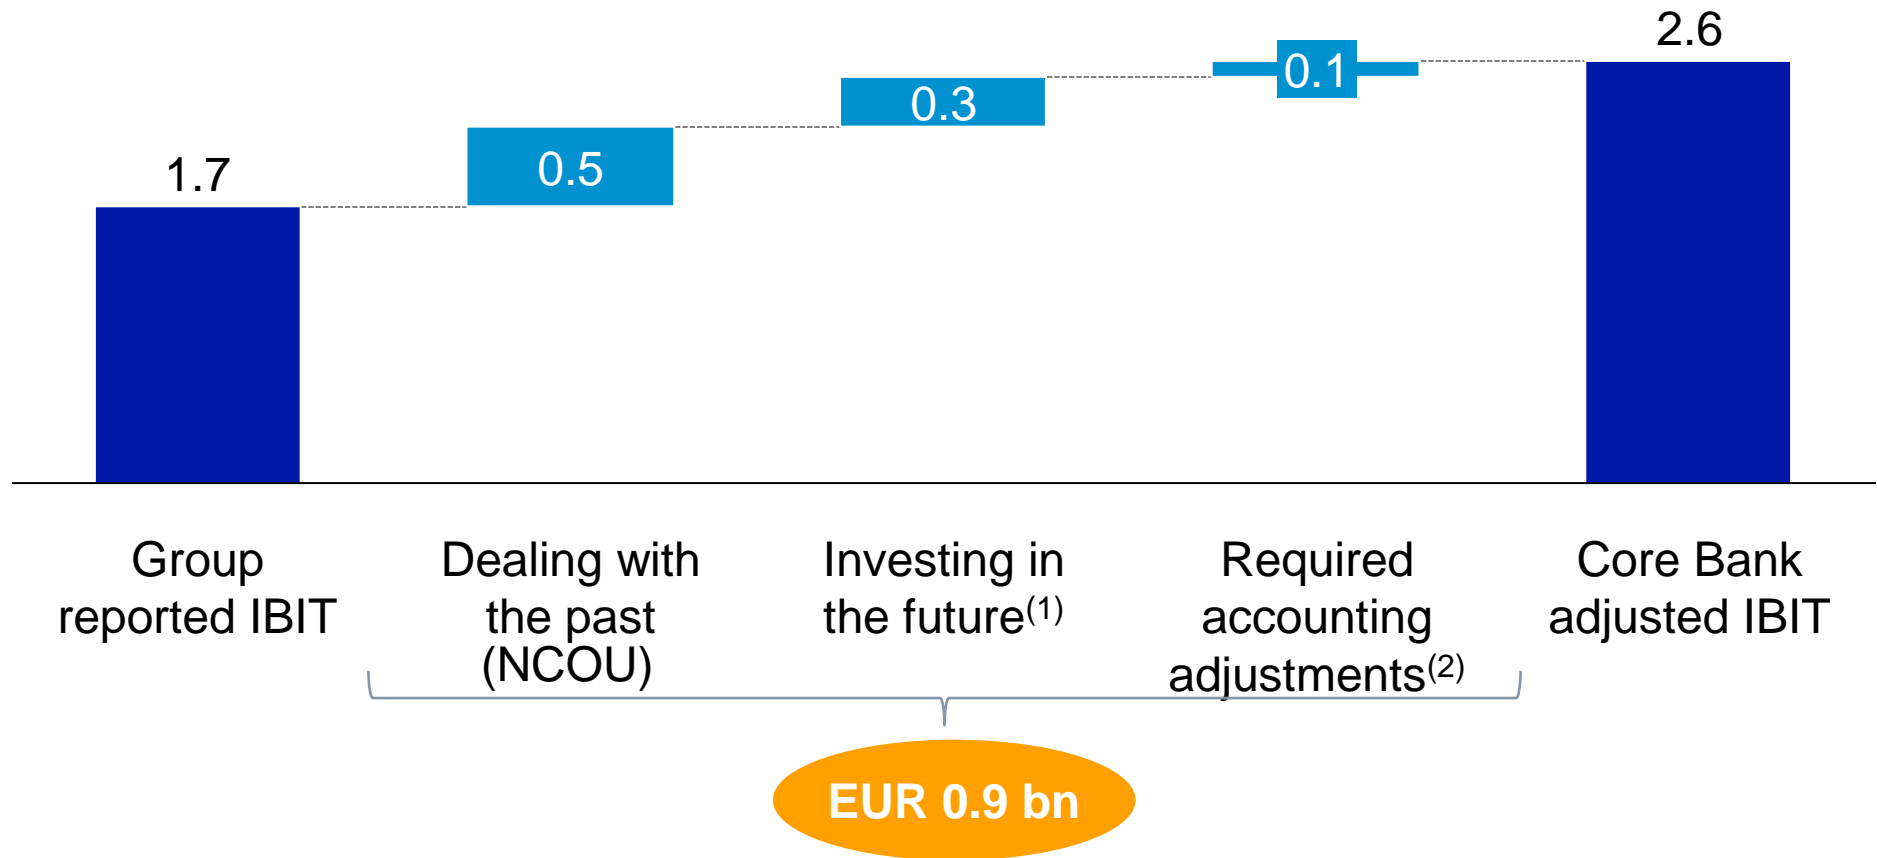 1.7
0.5
0.3
0.1
2.6
Group
reported IBIT
Dealing with
the past
(NCOU)
Investing in
the future(1)
Required
accounting
adjustments(2)
Core Bank
adjusted IBIT
EUR 0.9 bn